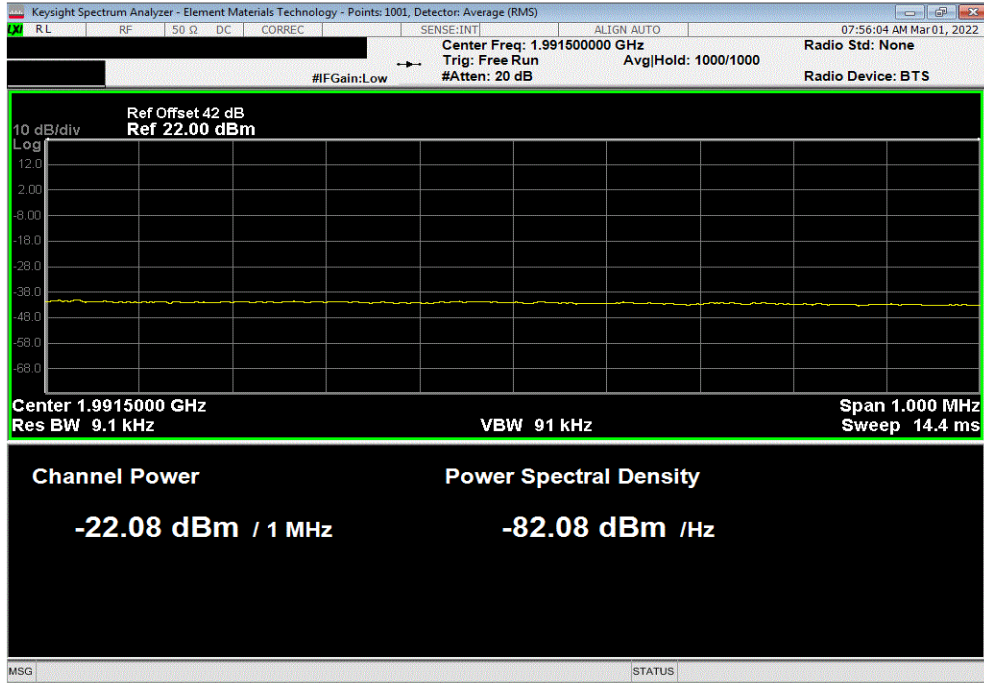 Keysight Spectrum Analyzer - Element Materials Technology - Points: 1001, Detector: Average (RMS)
LXI RL RF 50 Ω DC CORREC SENSE:INT ALIGN AUTO 07:56:04 AM Mar 01, 2022
Center Freq: 1.991500000 GHz Radio Std: None
Trig: Free Run Avg|Hold: 1000/1000
#IFGain:Low #Atten: 20 dB Radio Device: BTS
Ref Offset 42 dB
10 dB/div Ref 22.00 dBm
Log
12.0
2.00
-8.00
-18.0
-28.0
-38.0
-48.0
-58.0
-68.0
Center 1.9915000 GHz Span 1.000 MHz
Res BW 9.1 kHz VBW 91 kHz Sweep 14.4 ms
Channel Power Power Spectral Density
-22.08 dBm / 1 MHz -82.08 dBm /Hz
MSG STATUS